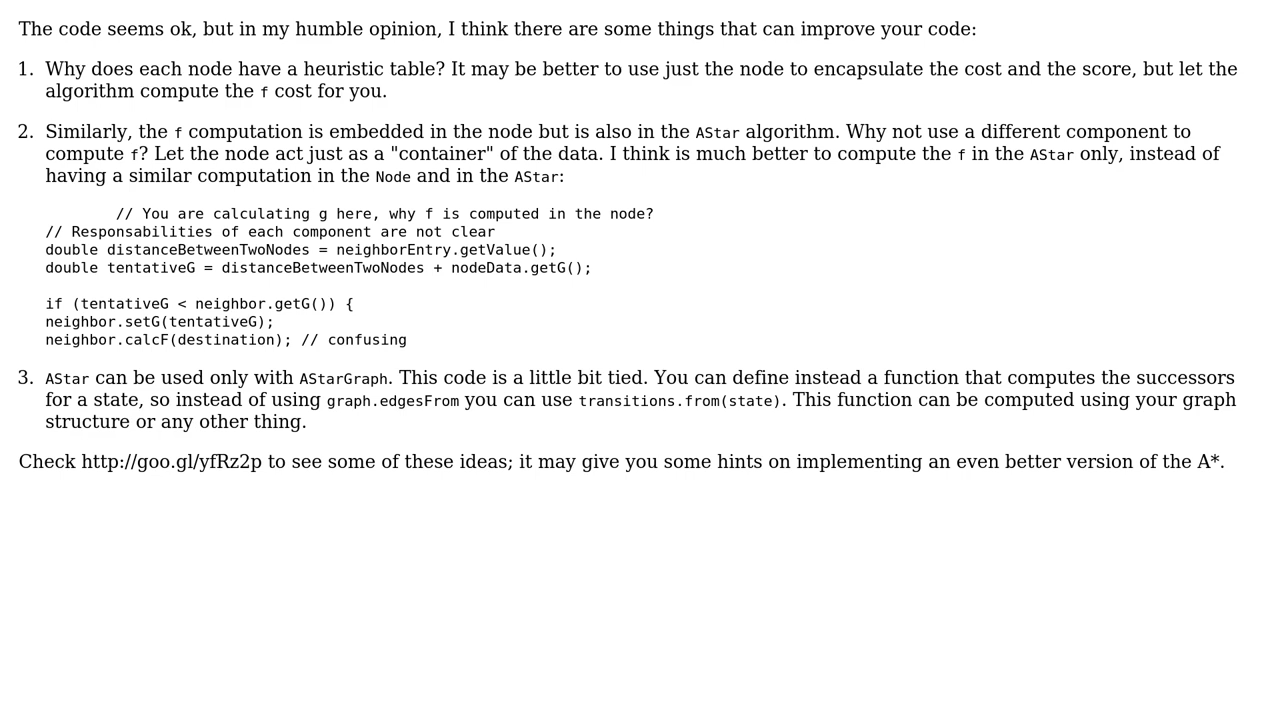 The code seems ok, but in my humble opinion, I think there are some things that can improve your code:
1. Why does each node have a heuristic table? It may be better to use just the node to encapsulate the cost and the score, but let the
algorithm compute the f cost for you.
2. Similarly, the f computation is embedded in the node but is also in the AStar algorithm. Why not use a different component to
compute f? Let the node act just as a "container" of the data. I think is much better to compute the f in the AStar only, instead of
having a similar computation in the Node and in the AStar:
// You are calculating g here, why f is computed in the node?
// Responsabilities of each component are not clear
double distanceBetweenTwoNodes = neighborEntry.getValue();
double tentativeG = distanceBetweenTwoNodes + nodeData.getG();
if (tentativeG < neighbor.getG()) {
neighbor.setG(tentativeG);
neighbor.calcF(destination); // confusing
3. AStar can be used only with AStarGraph. This code is a little bit tied. You can define instead a function that computes the successors
for a state, so instead of using graph.edgesFrom you can use transitions.from(state). This function can be computed using your graph
structure or any other thing.
Check http://goo.gl/yfRz2p to see some of these ideas; it may give you some hints on implementing an even better version of the A*.